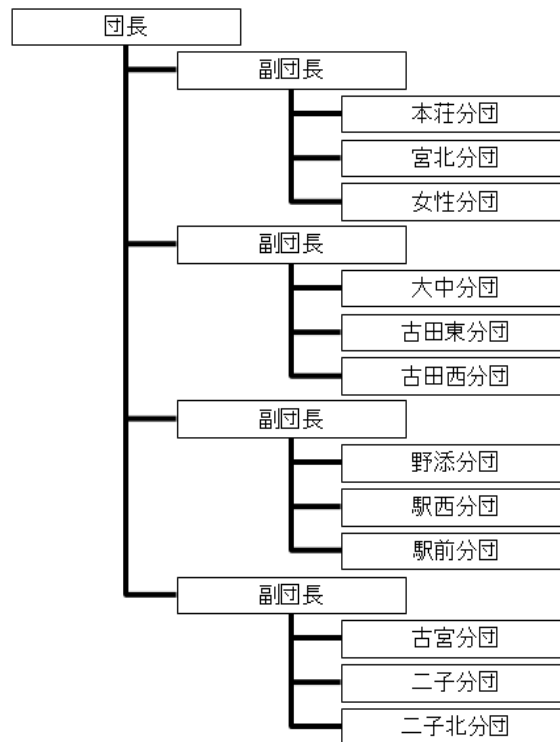 団長
副団長
本荘分団
宮北分団
女性分団
副団長
大中分団
古田東分団
古田西分団
副団長
野添分団
駅西分団
駅前分団
副団長
古宮分団
二子分団
二子北分団